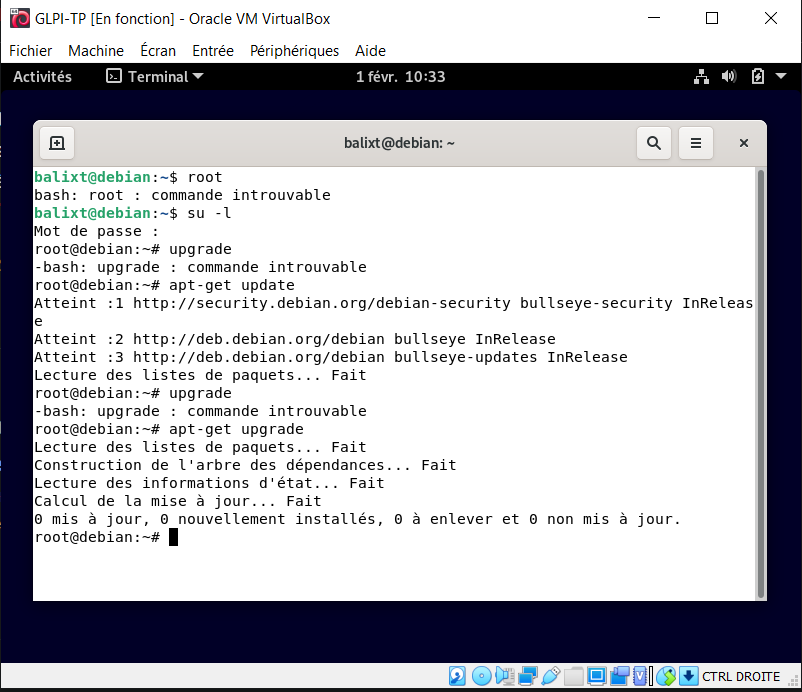 GLPI-TP [En fonction] - Oracle VM VirtualBox
Fichier Machine Écran Entrée Périphériques Aide
Activités Terminal 1 févr. 10:33
balixt@debian: ~
balixt@debian:~$ root
bash: root : commande introuvable
balixt@debian:~$ su -l
Mot de passe :
root@debian:~# upgrade
-bash: upgrade : commande introuvable
root@debian:~# apt-get update
Atteint :1 http://security.debian.org/debian-security bullseye-security InReleas
e
Atteint :2 http://deb.debian.org/debian bullseye InRelease
Atteint :3 http://deb.debian.org/debian bullseye-updates InRelease
Lecture des listes de paquets... Fait
root@debian:~# upgrade
-bash: upgrade : commande introuvable
root@debian:~# apt-get upgrade
Lecture des listes de paquets... Fait
Construction de l'arbre des dépendances... Fait
Lecture des informations d'état... Fait
Calcul de la mise à jour... Fait
0 mis à jour, 0 nouvellement installés, 0 à enlever et 0 non mis à jour.
root@debian:~#
CTRL DROITE